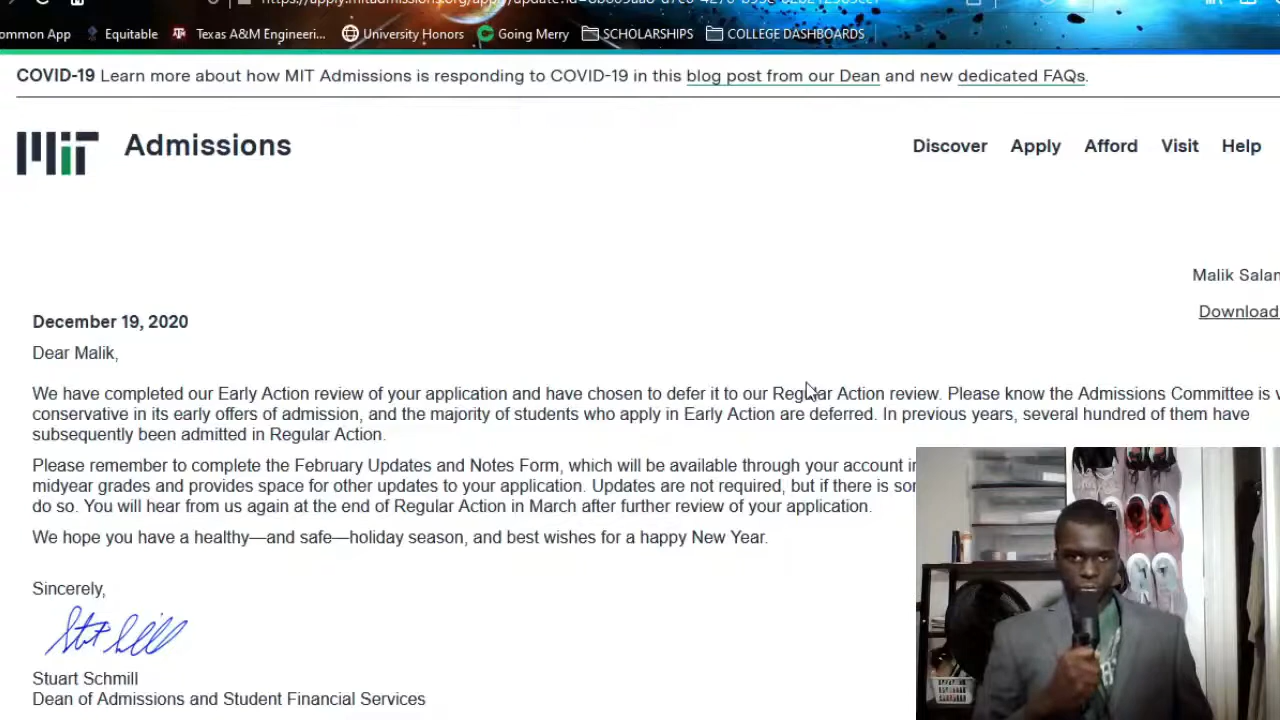 ommon App Equitable Texas A&M Engineeri... University Honors Going Merry SCHOLARSHIPS COLLEGE DASHBOARDS
COVID-19 Learn more about how MIT Admissions is responding to COVID-19 in this blog post from our Dean and new dedicated FAQs.
MIT Admissions Discover Apply Afford Visit Help
Malik Salar
Download
December 19, 2020
Dear Malik,
We have completed our Early Action review of your application and have chosen to defer it to our Regular Action review. Please know the Admissions Committee is
conservative in its early offers of admission, and the majority of students who apply in Early Action are deferred. In previous years, several hundred of them have
subsequently been admitted in Regular Action.
Please remember to complete the February Updates and Notes Form, which will be available through your account
midyear grades and provides space for other updates to your application. Updates are not required, but if there is
do so. You will hear from us again at the end of Regular Action in March after further review of your application.
We hope you have a healthy—and safe—holiday season, and best wishes for a happy New Year.
Sincerely,
Stuart Schmill
Dean of Admissions and Student Financial Services